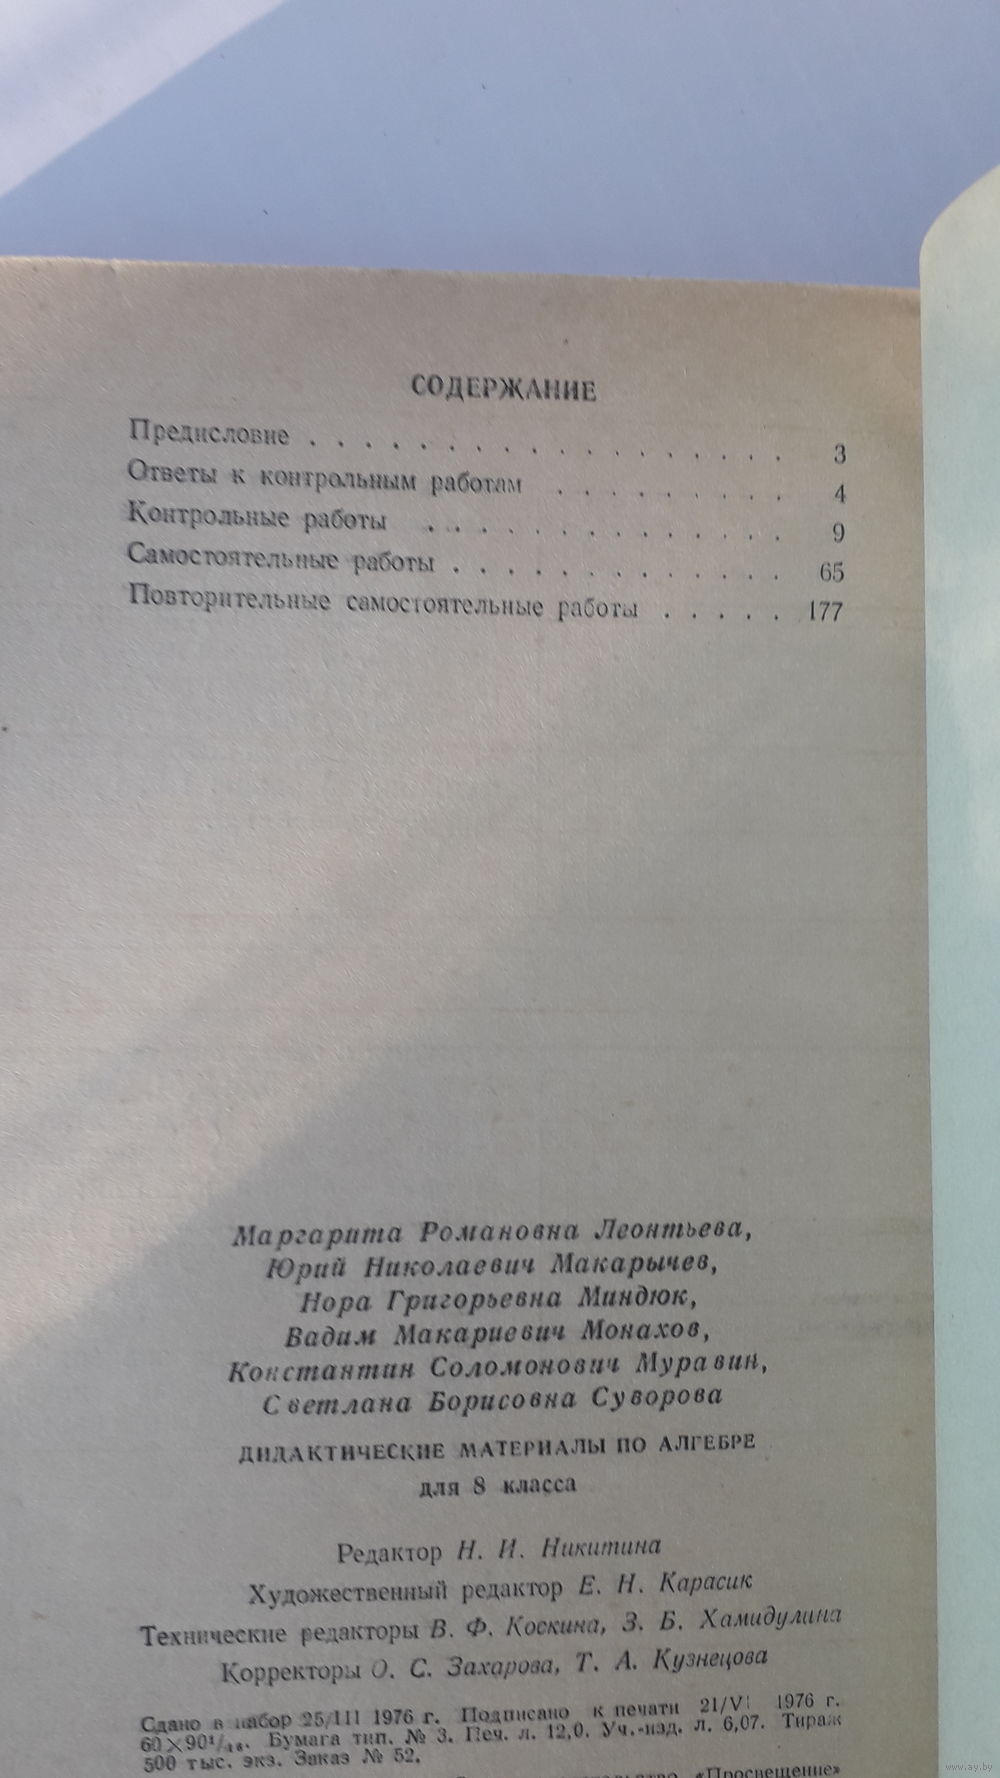 СОДЕРЖАНИЕ
Предисловие . . . . . . . . . . . . . . . . . . 3
Ответы к контрольным работам . . . . . . . . . 4
Контрольные работы . . . . . . . . . . . . . 9
Самостоятельные работы . . . . . . . . . . . . . 65
Повторительные самостоятельные работы . . . . . 177
Маргарита Романовна Леонтьева,
Юрий Николаевич Макарычев,
Нора Григорьевна Миндюк,
Вадим Макариевич Монахов,
Константин Соломонович Муравин,
Светлана Борисовна Суворова
ДИДАКТИЧЕСКИЕ МАТЕРИАЛЫ ПО АЛГЕБРЕ
для 8 класса
Редактор Н. И. Никитина
Художественный редактор Е. Н. Карасик
Технические редакторы В. Ф. Коскина, З. Б. Хамидулина
Корректоры О. С. Захарова, Т. А. Кузнецова
Сдано в набор 25/III 1976 г. Подписано к печати 21/VI 1976 г.
60×90¹/₁₆. Бумага тип. № 3. Печ. л. 12,0. Уч.-изд. л. 6,07. Тираж
500 тыс. экз. Заказ № 52.
«Просвещение»
www.ay.by